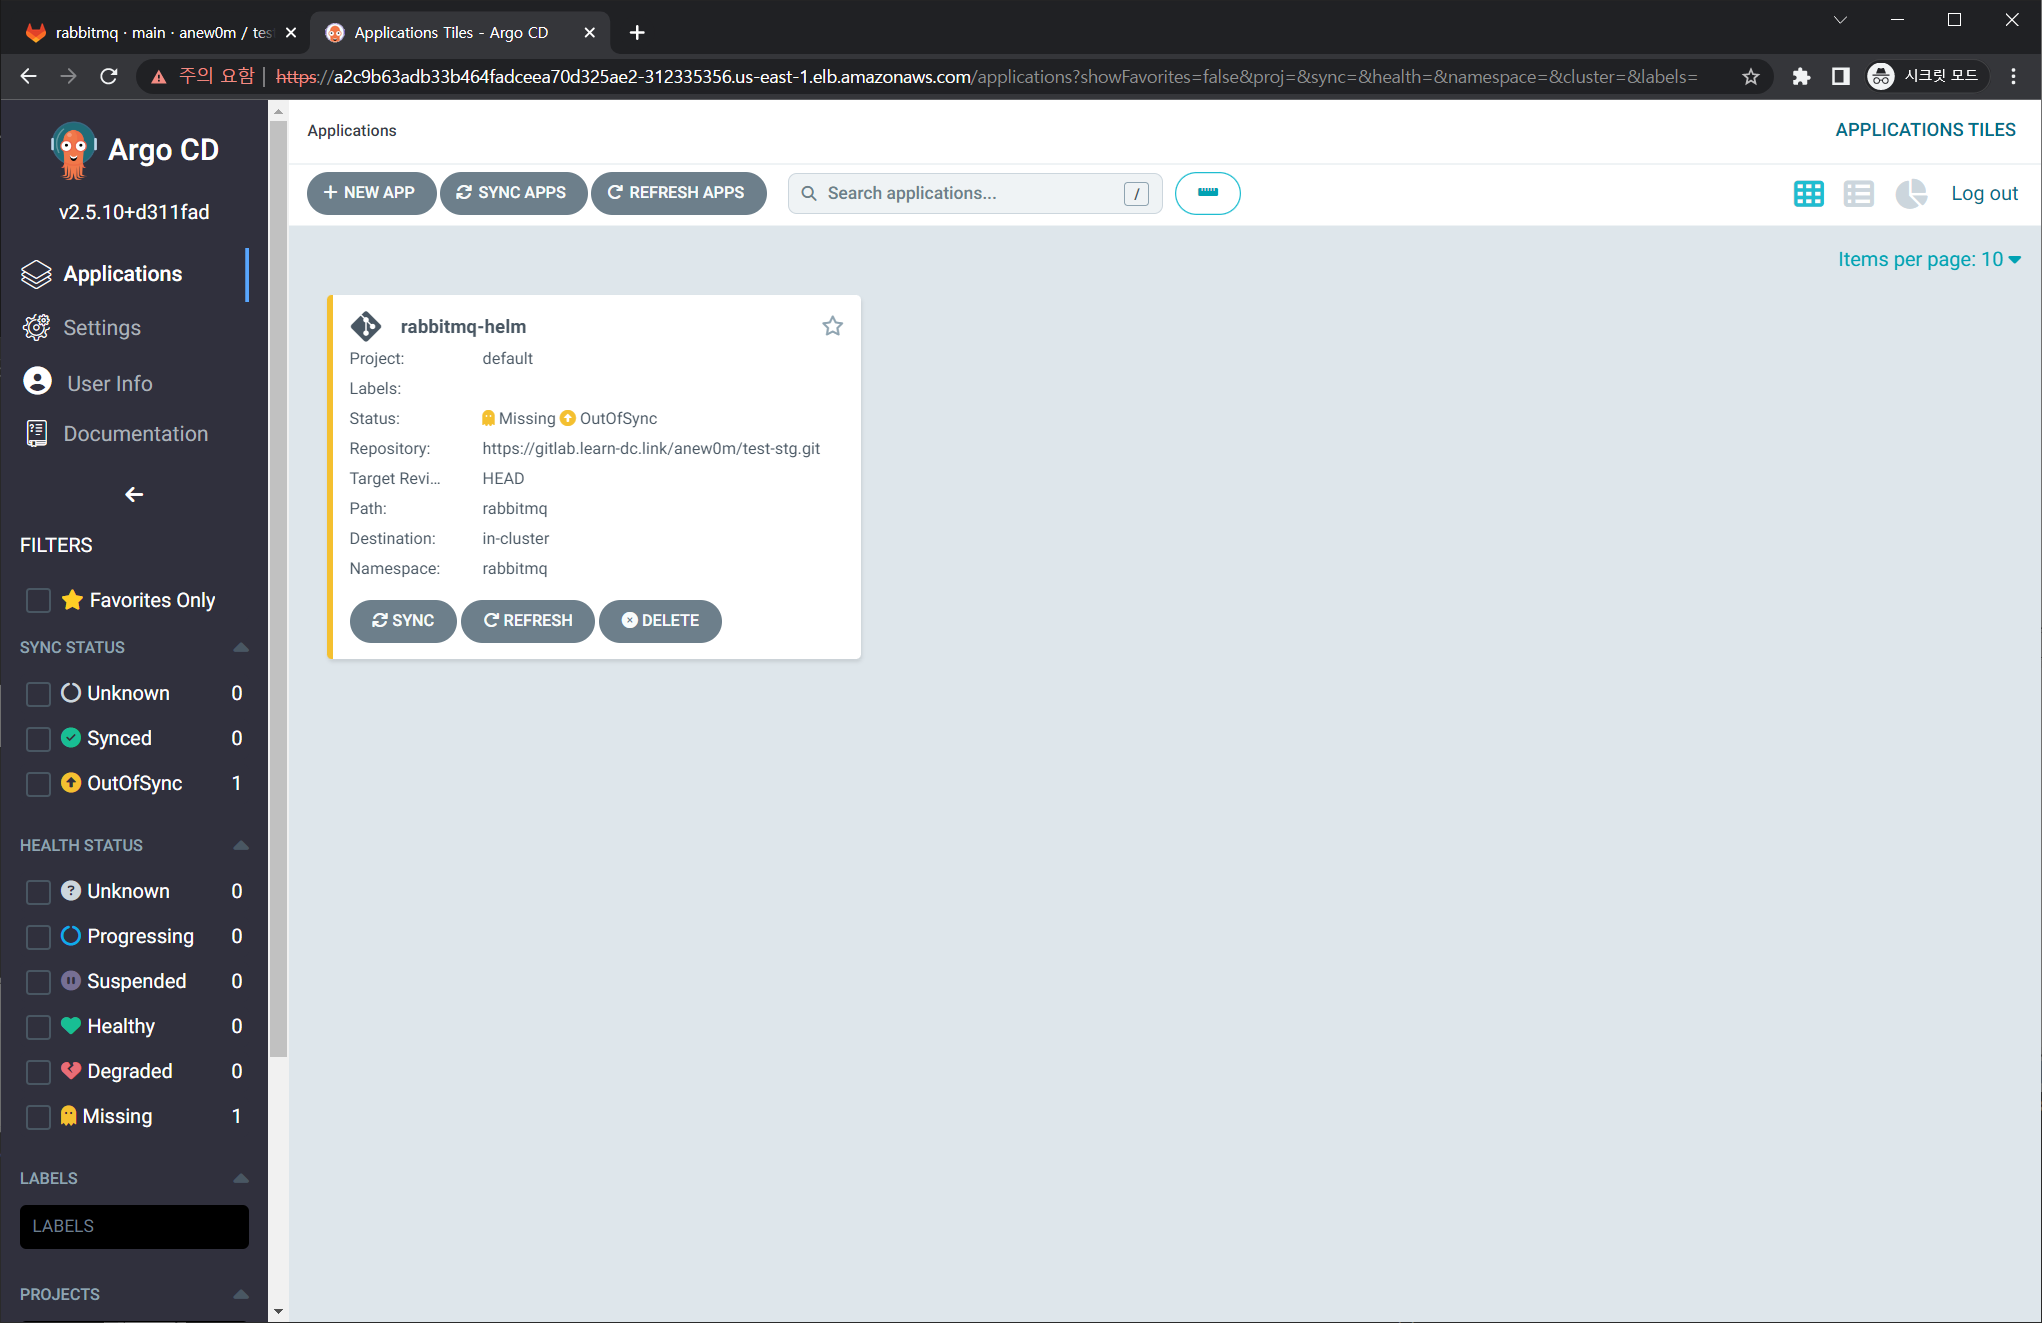 rabbitmq · main · anew0m / tes
Applications Tiles - Argo CD
주의 요함 | https://a2c9b63adb33b464fadceea70d325ae2-312335356.us-east-1.elb.amazonaws.com/applications?showFavorites=false&proj=&sync=&health=&namespace=&cluster=&labels=
시크릿 모드
Argo CD
v2.5.10+d311fad
Applications
Settings
User Info
Documentation
FILTERS
Favorites Only
SYNC STATUS
Unknown 0
Synced 0
OutOfSync 1
HEALTH STATUS
Unknown 0
Progressing 0
Suspended 0
Healthy 0
Degraded 0
Missing 1
LABELS
LABELS
PROJECTS
Applications
APPLICATIONS TILES
+ NEW APP SYNC APPS REFRESH APPS Search applications... / Log out
Items per page: 10
rabbitmq-helm
Project: default
Labels:
Status: Missing OutOfSync
Repository: https://gitlab.learn-dc.link/anew0m/test-stg.git
Target Revi... HEAD
Path: rabbitmq
Destination: in-cluster
Namespace: rabbitmq
SYNC REFRESH DELETE